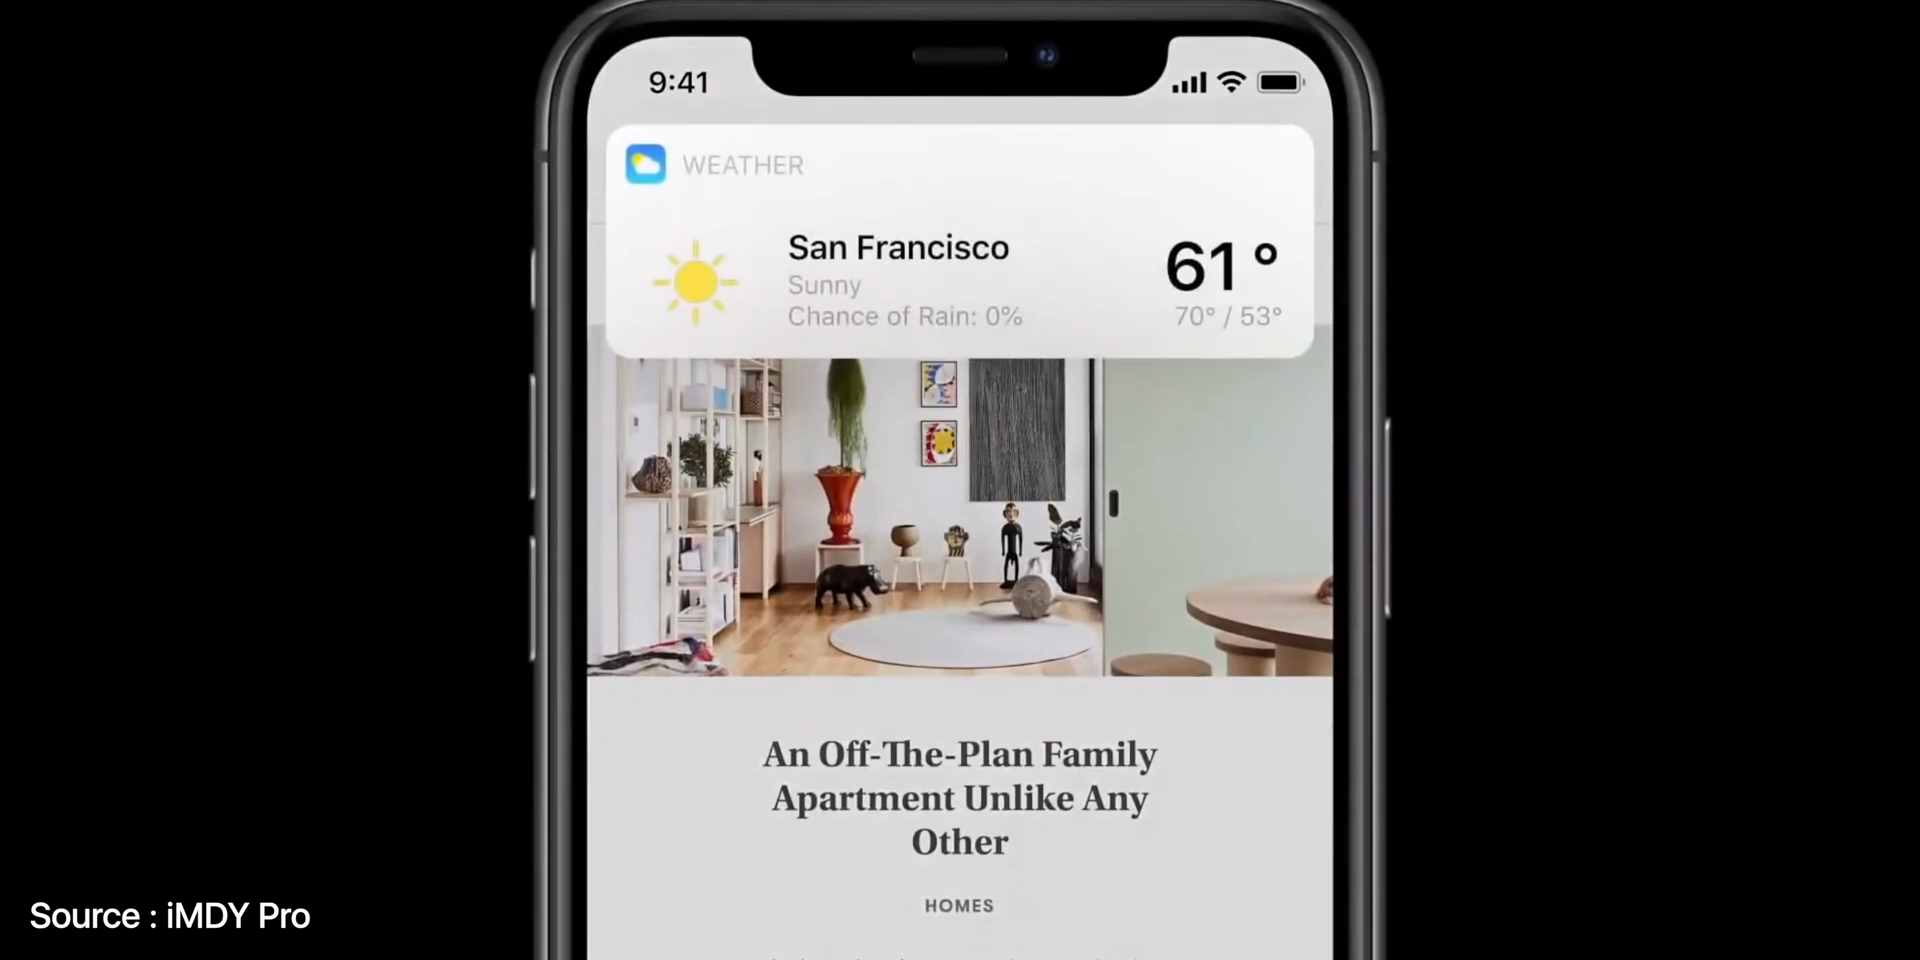 9:41
WEATHER
San Francisco
61°
Sunny
Chance of Rain: 0%
70° / 53°
An Off-The-Plan Family
Apartment Unlike Any
Other
HOMES
Source : iMDY Pro